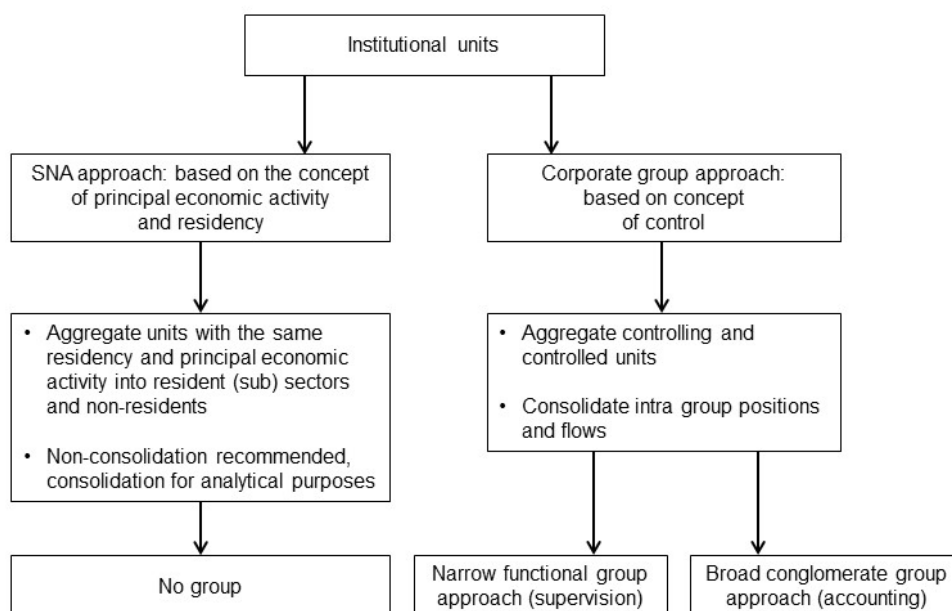 Institutional units
SNA approach: based on the concept
of principal economic activity
and residency
Corporate group approach:
based on concept
of control
• Aggregate units with the same
residency and principal economic
activity into resident (sub) sectors
and non-residents
• Non-consolidation recommended,
consolidation for analytical purposes
• Aggregate controlling and
controlled units
• Consolidate intra group positions
and flows
No group
Narrow functional group
approach (supervision)
Broad conglomerate group
approach (accounting)